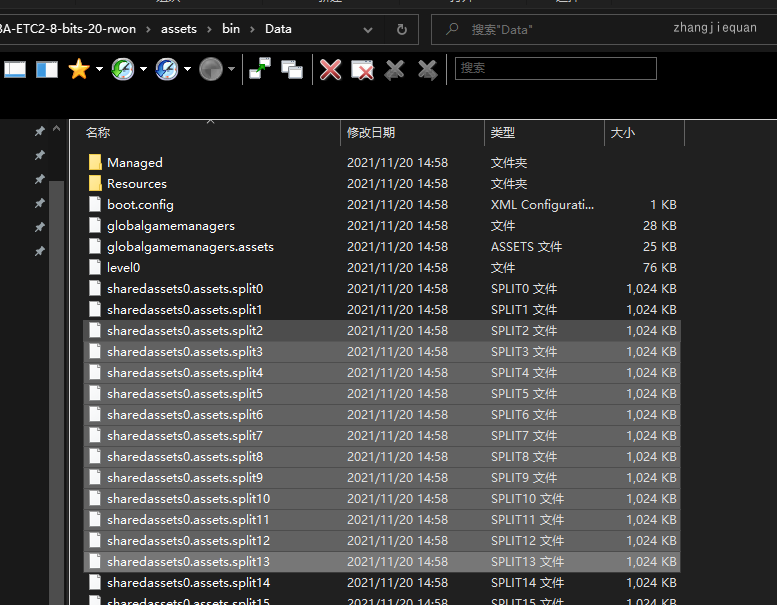 BA-ETC2-8-bits-20-rwon > assets > bin > Data
搜索"Data"
zhangjiequan
搜索
名称 修改日期 类型 大小
Managed 2021/11/20 14:58 文件夹
Resources 2021/11/20 14:58 文件夹
boot.config 2021/11/20 14:58 XML Configurati... 1 KB
globalgamemanagers 2021/11/20 14:58 文件 28 KB
globalgamemanagers.assets 2021/11/20 14:58 ASSETS 文件 25 KB
level0 2021/11/20 14:58 文件 76 KB
sharedassets0.assets.split0 2021/11/20 14:58 SPLIT0 文件 1,024 KB
sharedassets0.assets.split1 2021/11/20 14:58 SPLIT1 文件 1,024 KB
sharedassets0.assets.split2 2021/11/20 14:58 SPLIT2 文件 1,024 KB
sharedassets0.assets.split3 2021/11/20 14:58 SPLIT3 文件 1,024 KB
sharedassets0.assets.split4 2021/11/20 14:58 SPLIT4 文件 1,024 KB
sharedassets0.assets.split5 2021/11/20 14:58 SPLIT5 文件 1,024 KB
sharedassets0.assets.split6 2021/11/20 14:58 SPLIT6 文件 1,024 KB
sharedassets0.assets.split7 2021/11/20 14:58 SPLIT7 文件 1,024 KB
sharedassets0.assets.split8 2021/11/20 14:58 SPLIT8 文件 1,024 KB
sharedassets0.assets.split9 2021/11/20 14:58 SPLIT9 文件 1,024 KB
sharedassets0.assets.split10 2021/11/20 14:58 SPLIT10 文件 1,024 KB
sharedassets0.assets.split11 2021/11/20 14:58 SPLIT11 文件 1,024 KB
sharedassets0.assets.split12 2021/11/20 14:58 SPLIT12 文件 1,024 KB
sharedassets0.assets.split13 2021/11/20 14:58 SPLIT13 文件 1,024 KB
sharedassets0.assets.split14 2021/11/20 14:58 SPLIT14 文件 1,024 KB
sharedassets0.assets.split15 2021/11/20 14:58 SPLIT15 文件 1,024 KB